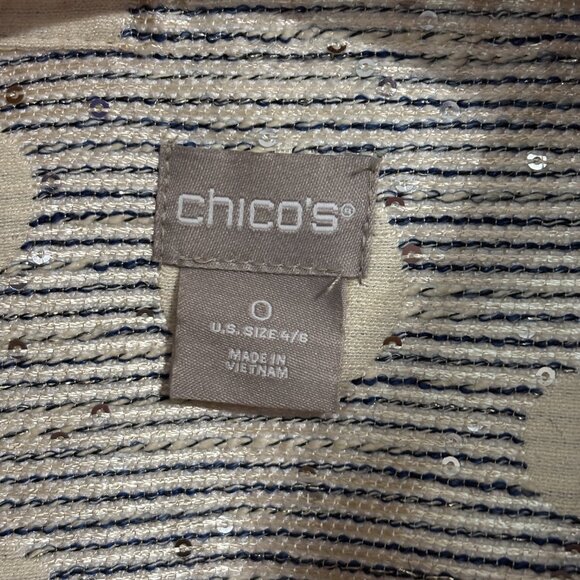 chico's®
0
U.S. SIZE 4/6
MADE IN
VIETNAM